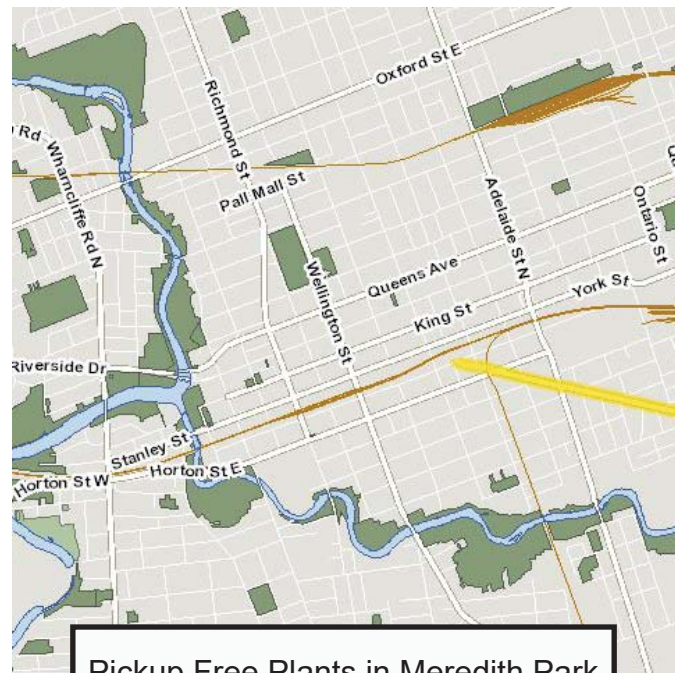 Oxford St E
Richmond St
Rd
Wharncliffe Rd N
Pall Mall St
Adelaide St N
Ontario St
Queens Ave
Wellington St
King St
York St
Riverside Dr
Stanley St
Horton St E
Horton St W
Pickup Free Plants in Meredith Park